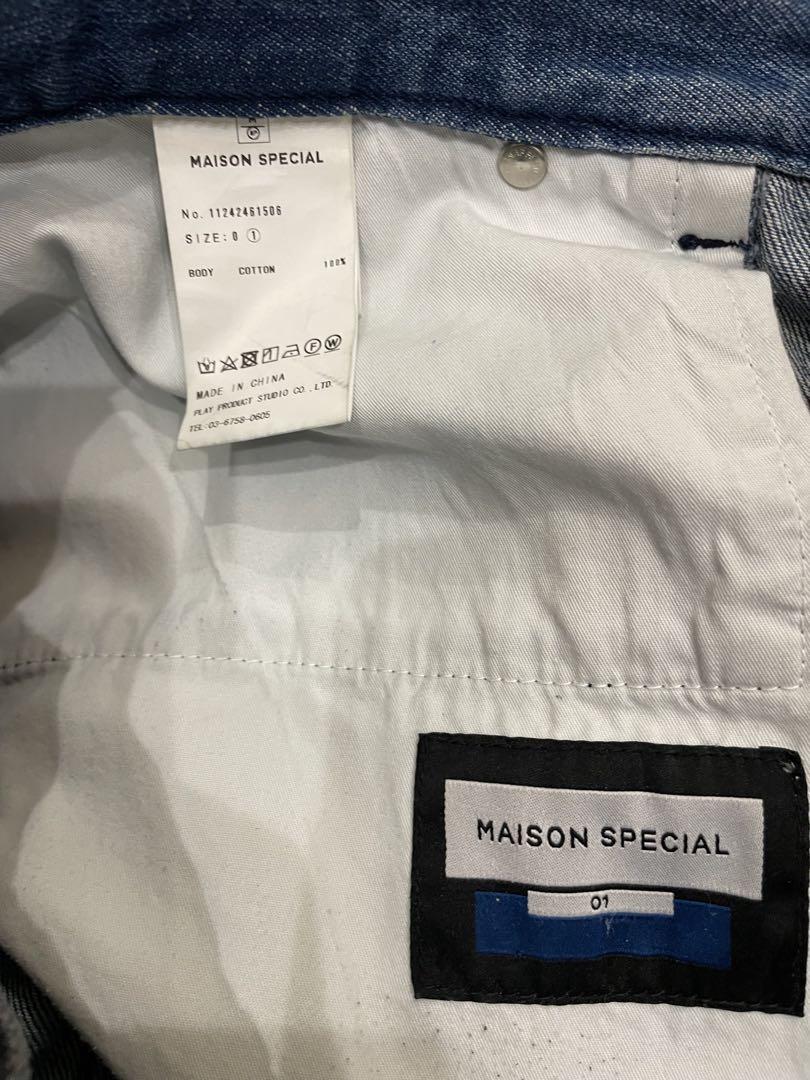 MAISON SPECIAL
No. 11242461506
SIZE: 0 ①
BODY COTTON 100%
F W
MADE IN CHINA
PLAY PRODUCT STUDIO CO., LTD.
TEL:03-6758-0605
MAISON SPECIAL
01